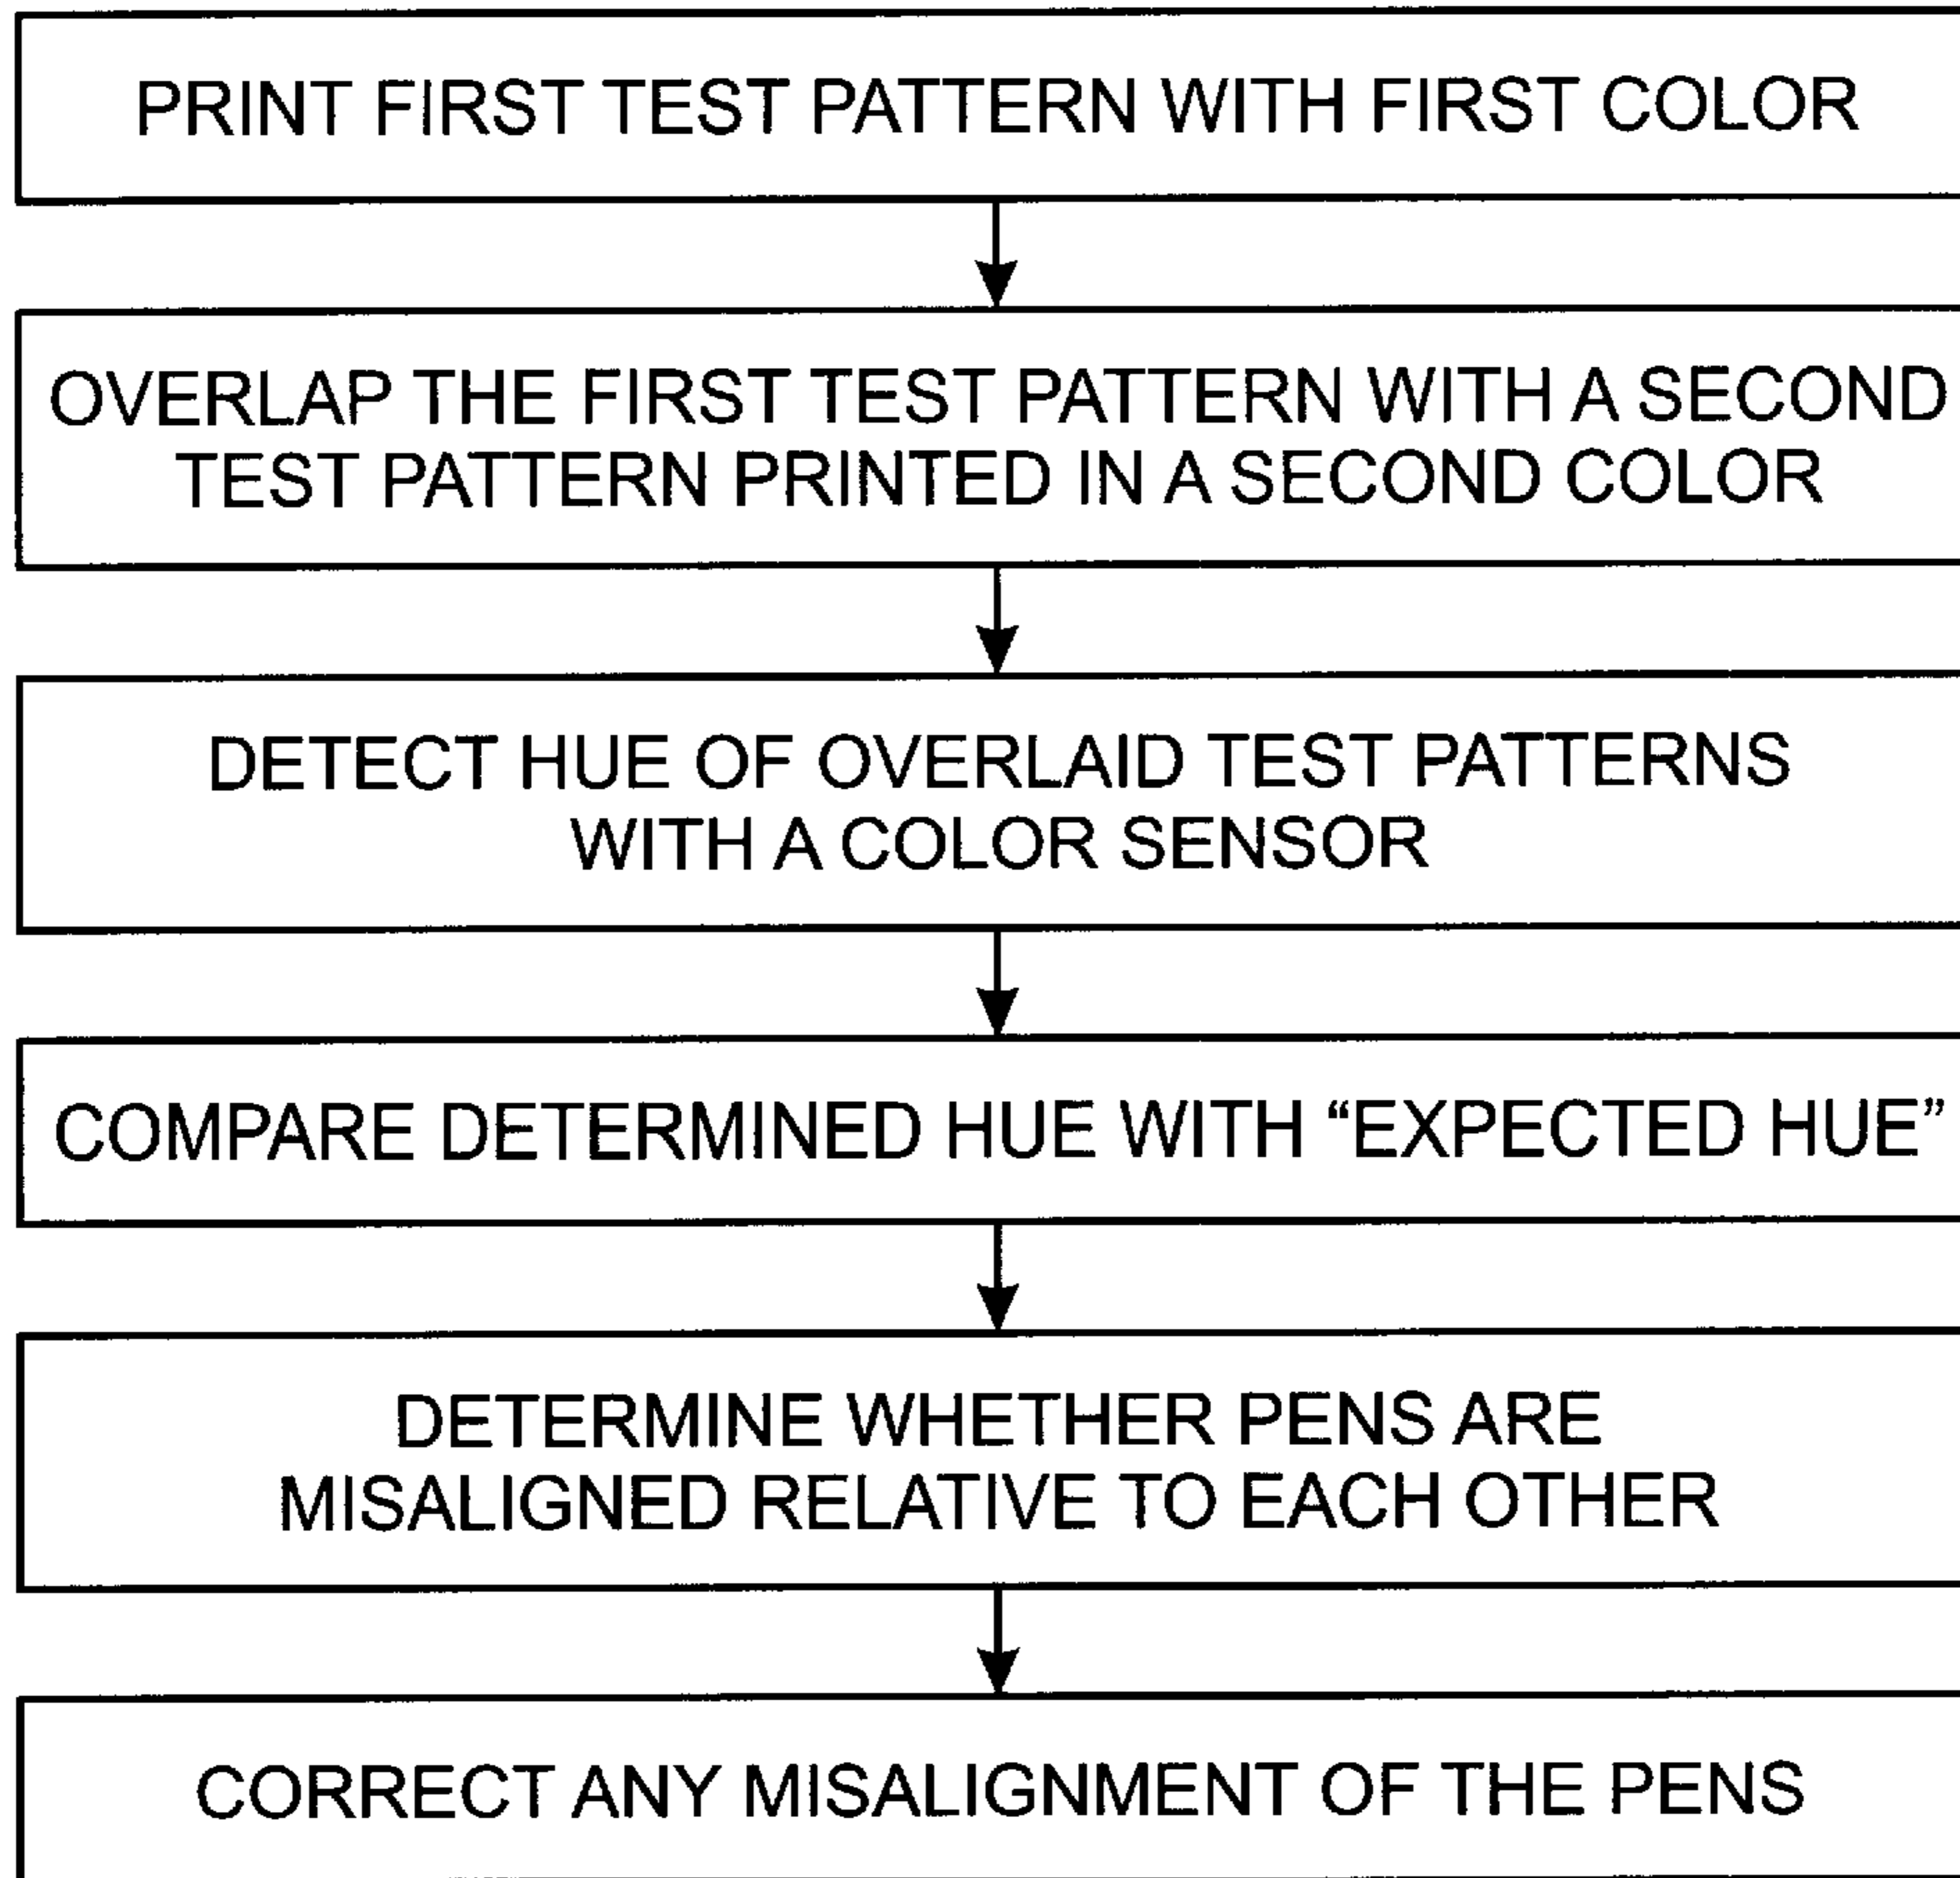 PRINT FIRST TEST PATTERN WITH FIRST COLOR
OVERLAP THE FIRST TEST PATTERN WITH A SECOND
TEST PATTERN PRINTED IN A SECOND COLOR
DETECT HUE OF OVERLAID TEST PATTERNS
WITH A COLOR SENSOR
COMPARE DETERMINED HUE WITH “EXPECTED HUE”
DETERMINE WHETHER PENS ARE
MISALIGNED RELATIVE TO EACH OTHER
CORRECT ANY MISALIGNMENT OF THE PENS